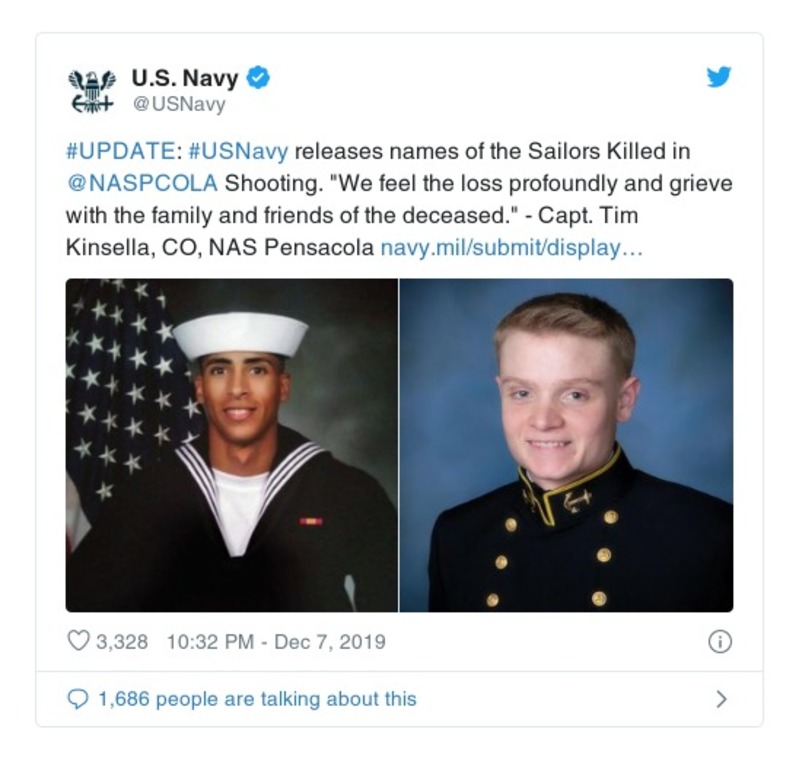 U.S. Navy
@USNavy
#UPDATE: #USNavy releases names of the Sailors Killed in
@NASPCOLA Shooting. "We feel the loss profoundly and grieve
with the family and friends of the deceased." - Capt. Tim
Kinsella, CO, NAS Pensacola navy.mil/submit/display…
3,328 10:32 PM - Dec 7, 2019
1,686 people are talking about this